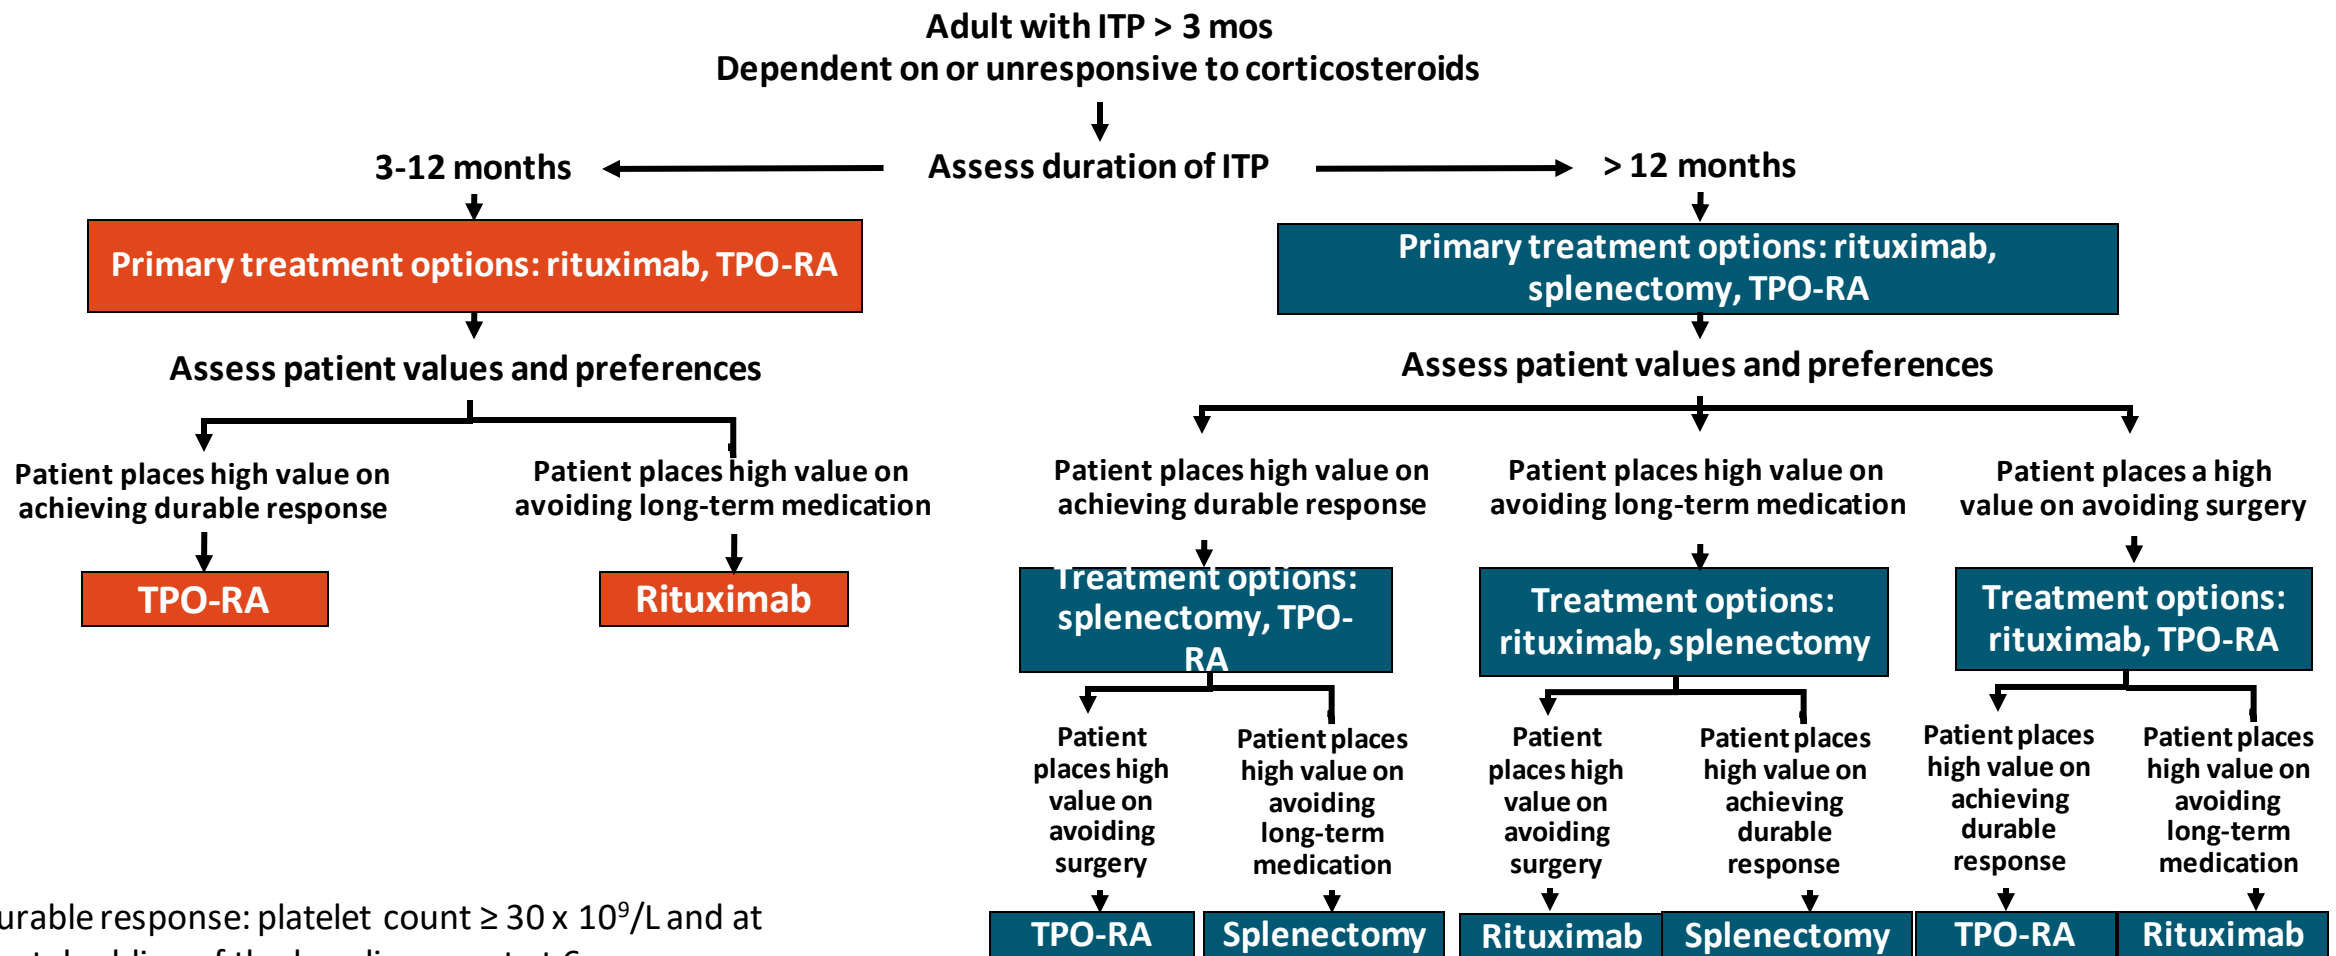 Adult with ITP > 3 mos
Dependent on or unresponsive to corticosteroids
3-12 months
Assess duration of ITP
> 12 months
Primary treatment options: rituximab, TPO-RA
Primary treatment options: rituximab,
splenectomy, TPO-RA
Assess patient values and preferences
Assess patient values and preferences
Patient places high value on
achieving durable response
Patient places high value on
avoiding long-term medication
Patient places high value on
achieving durable response
Patient places high value on
avoiding long-term medication
Patient places a high
value on avoiding surgery
TPO-RA
Rituximab
Treatment options:
splenectomy, TPO-
RA
Treatment options:
rituximab, splenectomy
Treatment options:
rituximab, TPO-RA
Patient
places high
value on
avoiding
surgery
Patient places
high value on
avoiding
long-term
medication
Patient
places high
value on
avoiding
surgery
Patient places
high value on
achieving
durable
response
Patient places
high value on
achieving
durable
response
Patient places
high value on
avoiding
long-term
medication
TPO-RA
Splenectomy
Rituximab
Splenectomy
TPO-RA
Rituximab
urable response: platelet count ≥ 30 x 10⁹/L and at